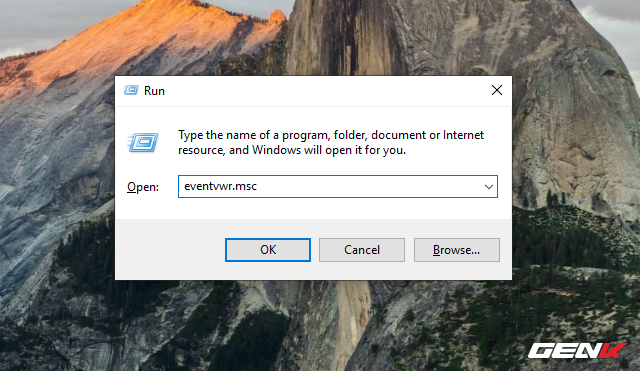 Run
Type the name of a program, folder, document or Internet
resource, and Windows will open it for you.
Open:
eventvwr.msc
OK
Cancel
Browse...
GENK